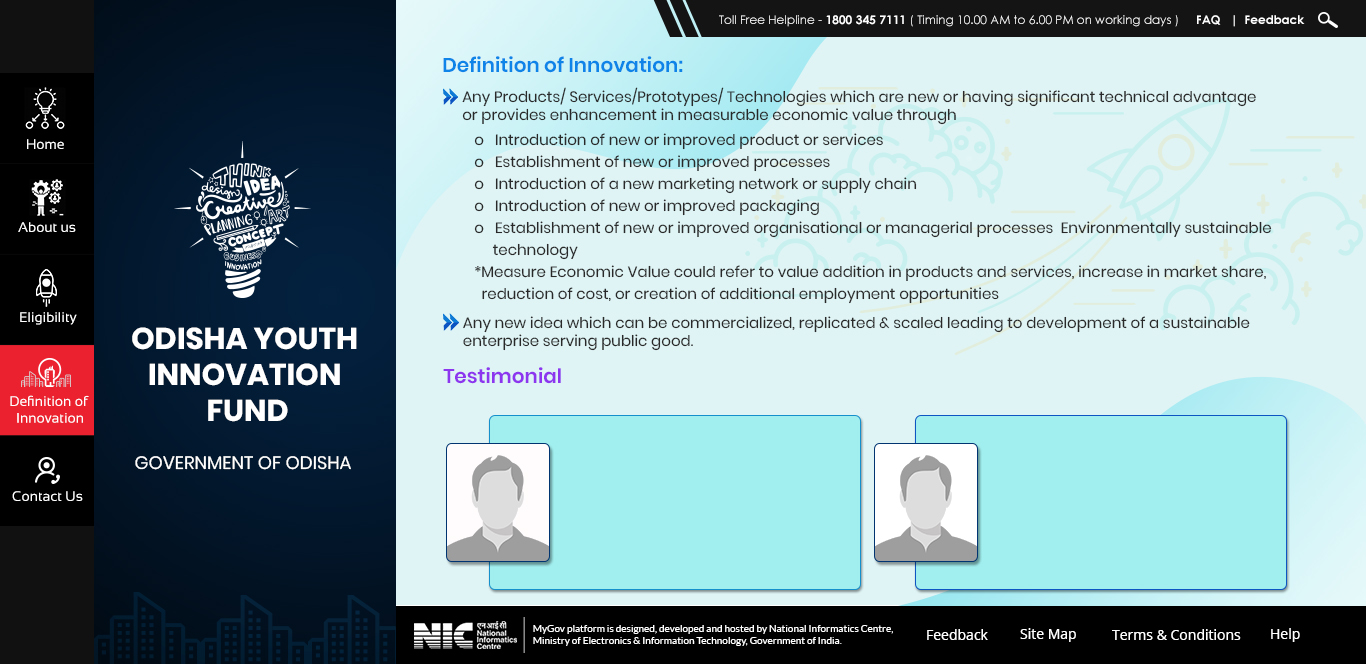 Toll Free Helpline - 1800 345 7111 ( Timing 10.00 AM to 6.00 PM on working days ) FAQ | Feedback
Home
About us
Eligibility
Definition of
Innovation
Contact Us
THINK
design IDEA
Creative
PLANNING ART
CONCEPT
BUSINESS
INNOVATION
ODISHA YOUTH
INNOVATION
FUND
GOVERNMENT OF ODISHA
Definition of Innovation:
Any Products/ Services/Prototypes/ Technologies which are new or having significant technical advantage
or provides enhancement in measurable economic value through
o Introduction of new or improved product or services
o Establishment of new or improved processes
o Introduction of a new marketing network or supply chain
o Introduction of new or improved packaging
o Establishment of new or improved organisational or managerial processes Environmentally sustainable
technology
*Measure Economic Value could refer to value addition in products and services, increase in market share,
reduction of cost, or creation of additional employment opportunities
Any new idea which can be commercialized, replicated & scaled leading to development of a sustainable
enterprise serving public good.
Testimonial
NIC
एन आई सी
National
Informatics
Centre
MyGov platform is designed, developed and hosted by National Informatics Centre,
Ministry of Electronics & Information Technology, Government of India.
Feedback Site Map Terms & Conditions Help